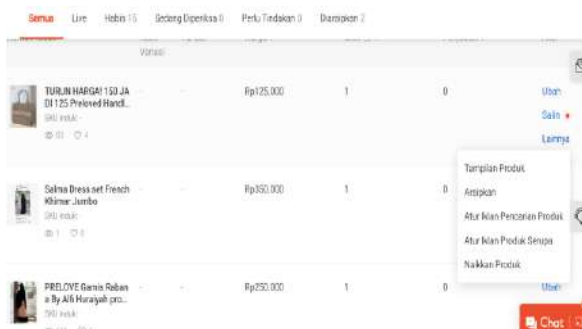 Semua Live Habis 15 Sedang Diperiksa 0 Perlu Tindakan 0 Diarsipkan 2
Variasi
TURUN HARGA! 150 JA
DI 125 Preloved Handl...
- - Rp125.000 1 0 Ubah
SKU Induk: -
Salin
4
Lainnya
Tampilan Produk
Arsipkan
Atur Iklan Pencarian Produk
Atur Iklan Produk Serupa
Naikkan Produk
Salma Dress set French
Khimar Jumbo
- - Rp350.000 1 0
SKU Induk: -
1 0
PRELOVE Gamis Raban
a By Alfi Huraiyah pro...
- - Rp250.000 1 0 Ubah
SKU Induk: -
Chat